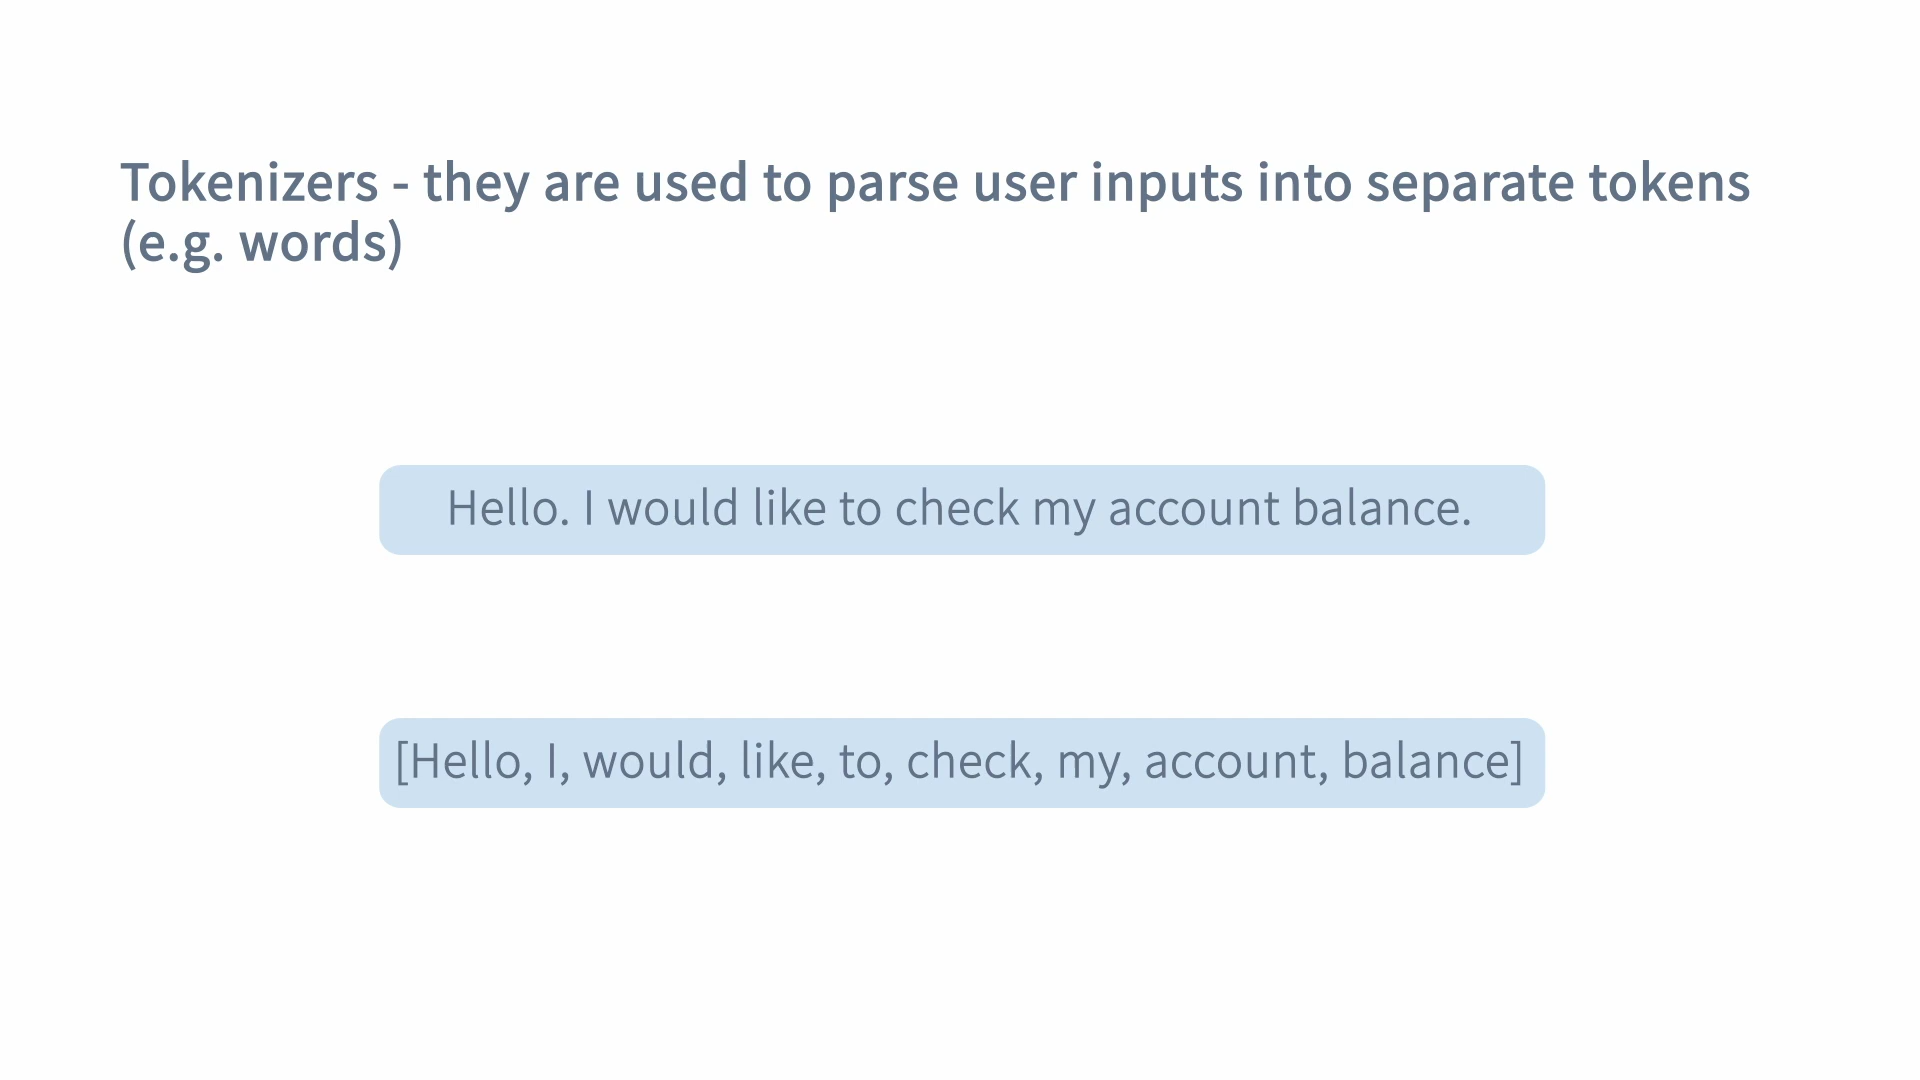 Tokenizers - they are used to parse user inputs into separate tokens
(e.g. words)
Hello. I would like to check my account balance.
[Hello, I, would, like, to, check, my, account, balance]